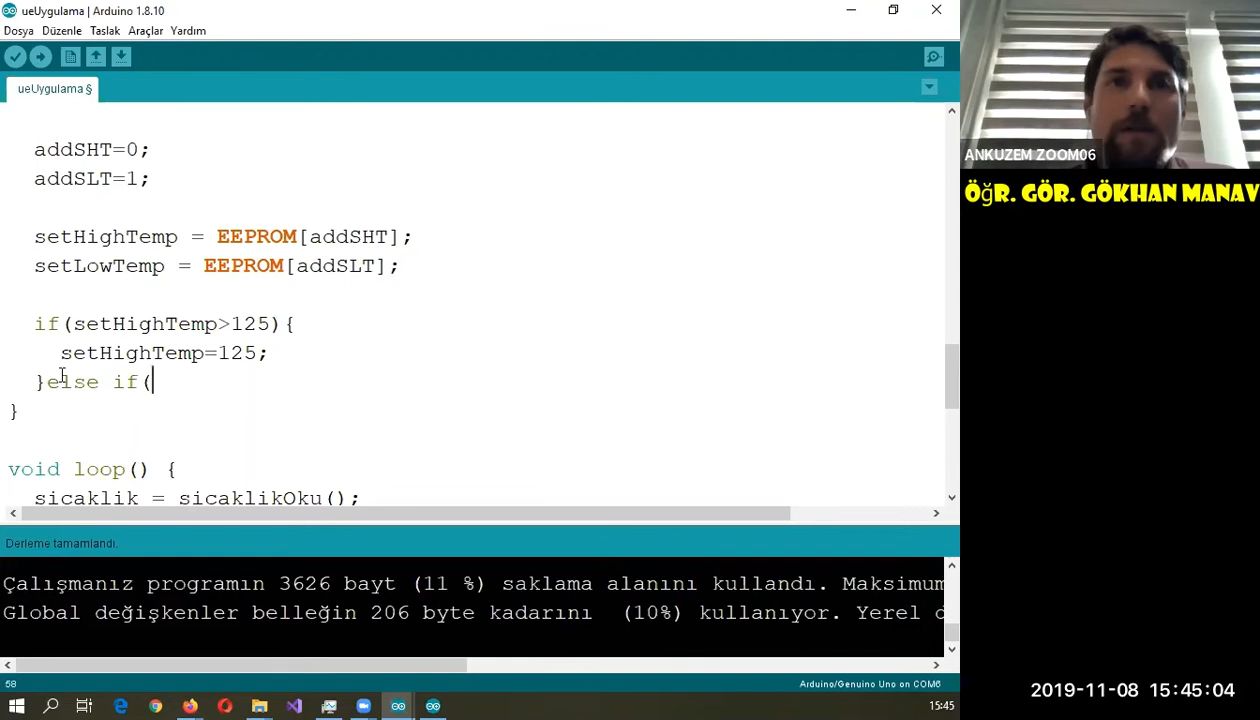 ueUygulama | Arduino 1.8.10
Dosya Düzenle Taslak Araçlar Yardım
ueUygulama §
addSHT=0;
addSLT=1;
setHighTemp = EEPROM[addSHT];
setLowTemp = EEPROM[addSLT];
if(setHighTemp>125){
setHighTemp=125;
}else if(
}
void loop() {
sicaklik = sicaklikOku();
Derleme tamamlandı.
Çalışmanız programın 3626 bayt (11 %) saklama alanını kullandı. Maksimum
Global değişkenler belleğin 206 byte kadarını (10%) kullanıyor. Yerel d
58
Arduino/Genuino Uno on COM6
15:45
ANKUZEM ZOOM06
ÖğR. GÖR. GÖKHAN MANAV
2019-11-08 15:45:04